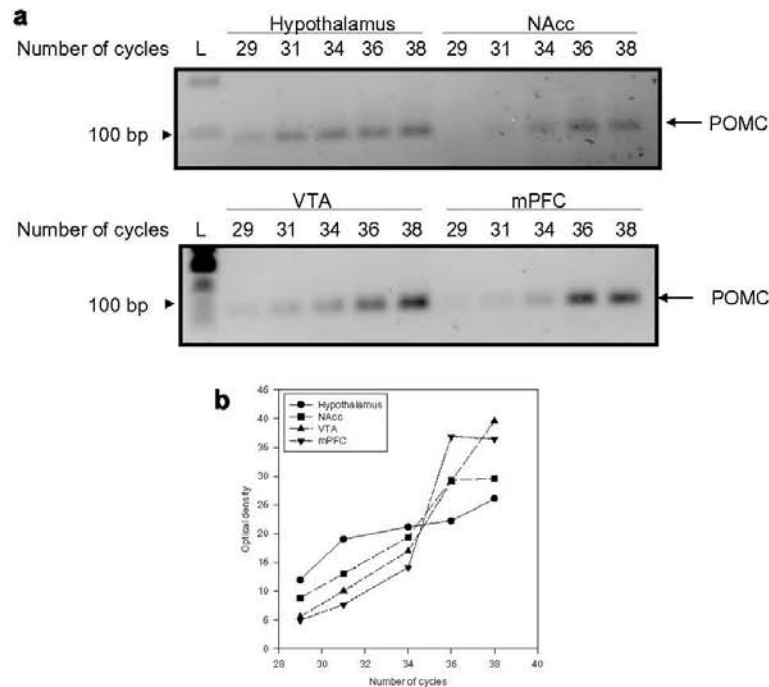 a
Hypothalamus NAcc
Number of cycles L 29 31 34 36 38 29 31 34 36 38
100 bp POMC
VTA mPFC
Number of cycles L 29 31 34 36 38 29 31 34 36 38
100 bp POMC
b
Hypothalamus
NAcc
VTA
mPFC
45
40
35
30
25
20
15
10
6
0
Optical density
28 30 32 34 36 38 40
Number of cycles